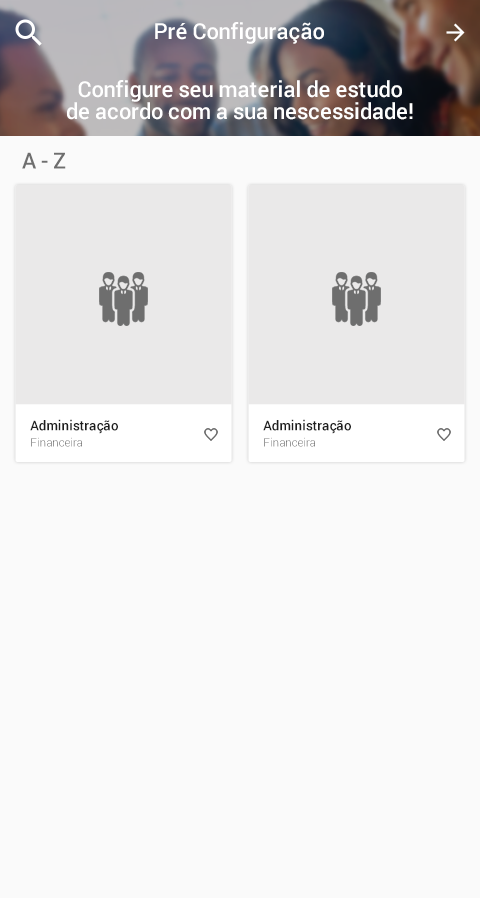 Pré Configuração
Configure seu material de estudo
de acordo com a sua nescessidade!
A - Z
Administração
Financeira
Administração
Financeira